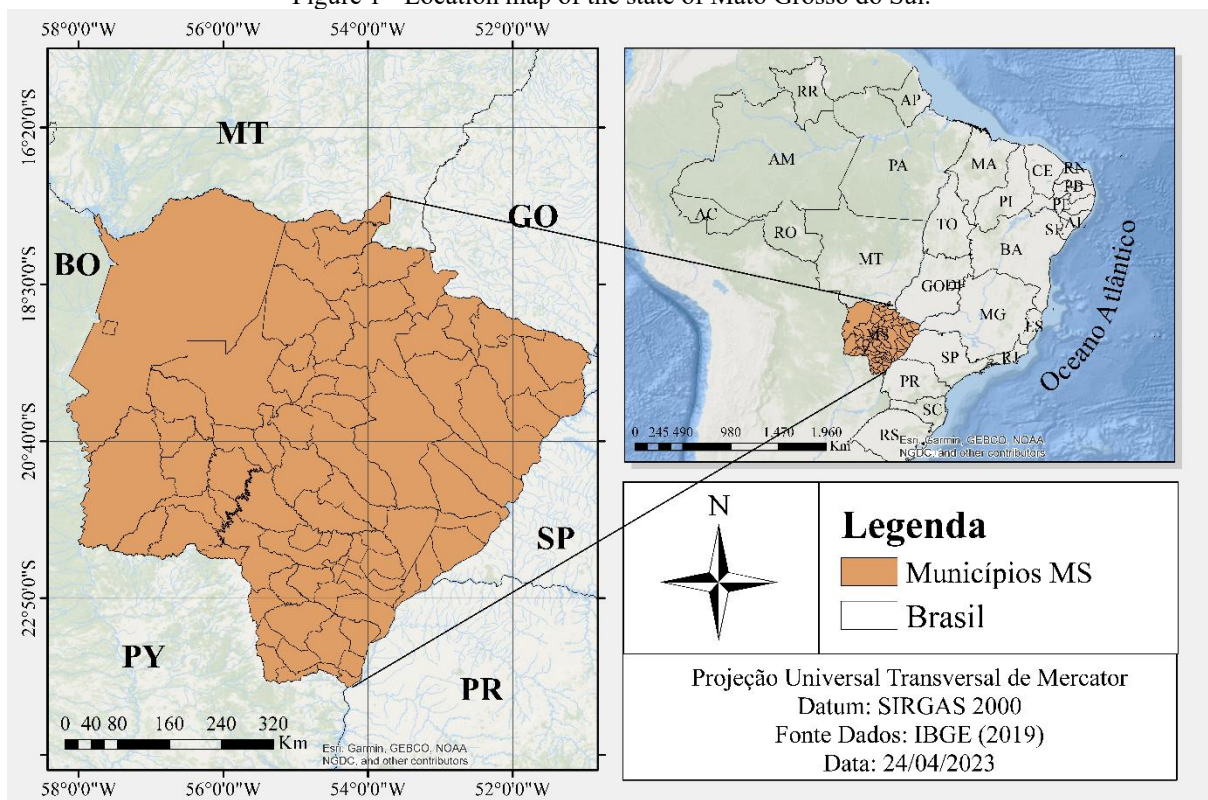 Figure 1 - Location map of the state of Mato Grosso do Sul.
58°0'0"W 56°0'0"W 54°0'0"W 52°0'0"W
16°20'0"S
18°30'0"S
20°40'0"S
22°50'0"S
MT
GO
BO
SP
PY
PR
0 40 80 160 240 320
Km
Esri, Garmin, GEBCO, NOAA
NGDC, and other contributors
58°0'0"W 56°0'0"W 54°0'0"W 52°0'0"W
RR
AP
AM
PA
MA
CE
RN
PB
PI
PE
AC
AL
TO
SE
RO
BA
MT
GO
DF
MG
MS
ES
SP
RJ
PR
SC
RS
Oceano Atlântico
0 245 490 980 1.470 1.960
Km
Esri, Garmin, GEBCO, NOAA
NGDC, and other contributors
N
Legenda
Municípios MS
Brasil
Projeção Universal Transversal de Mercator
Datum: SIRGAS 2000
Fonte Dados: IBGE (2019)
Data: 24/04/2023